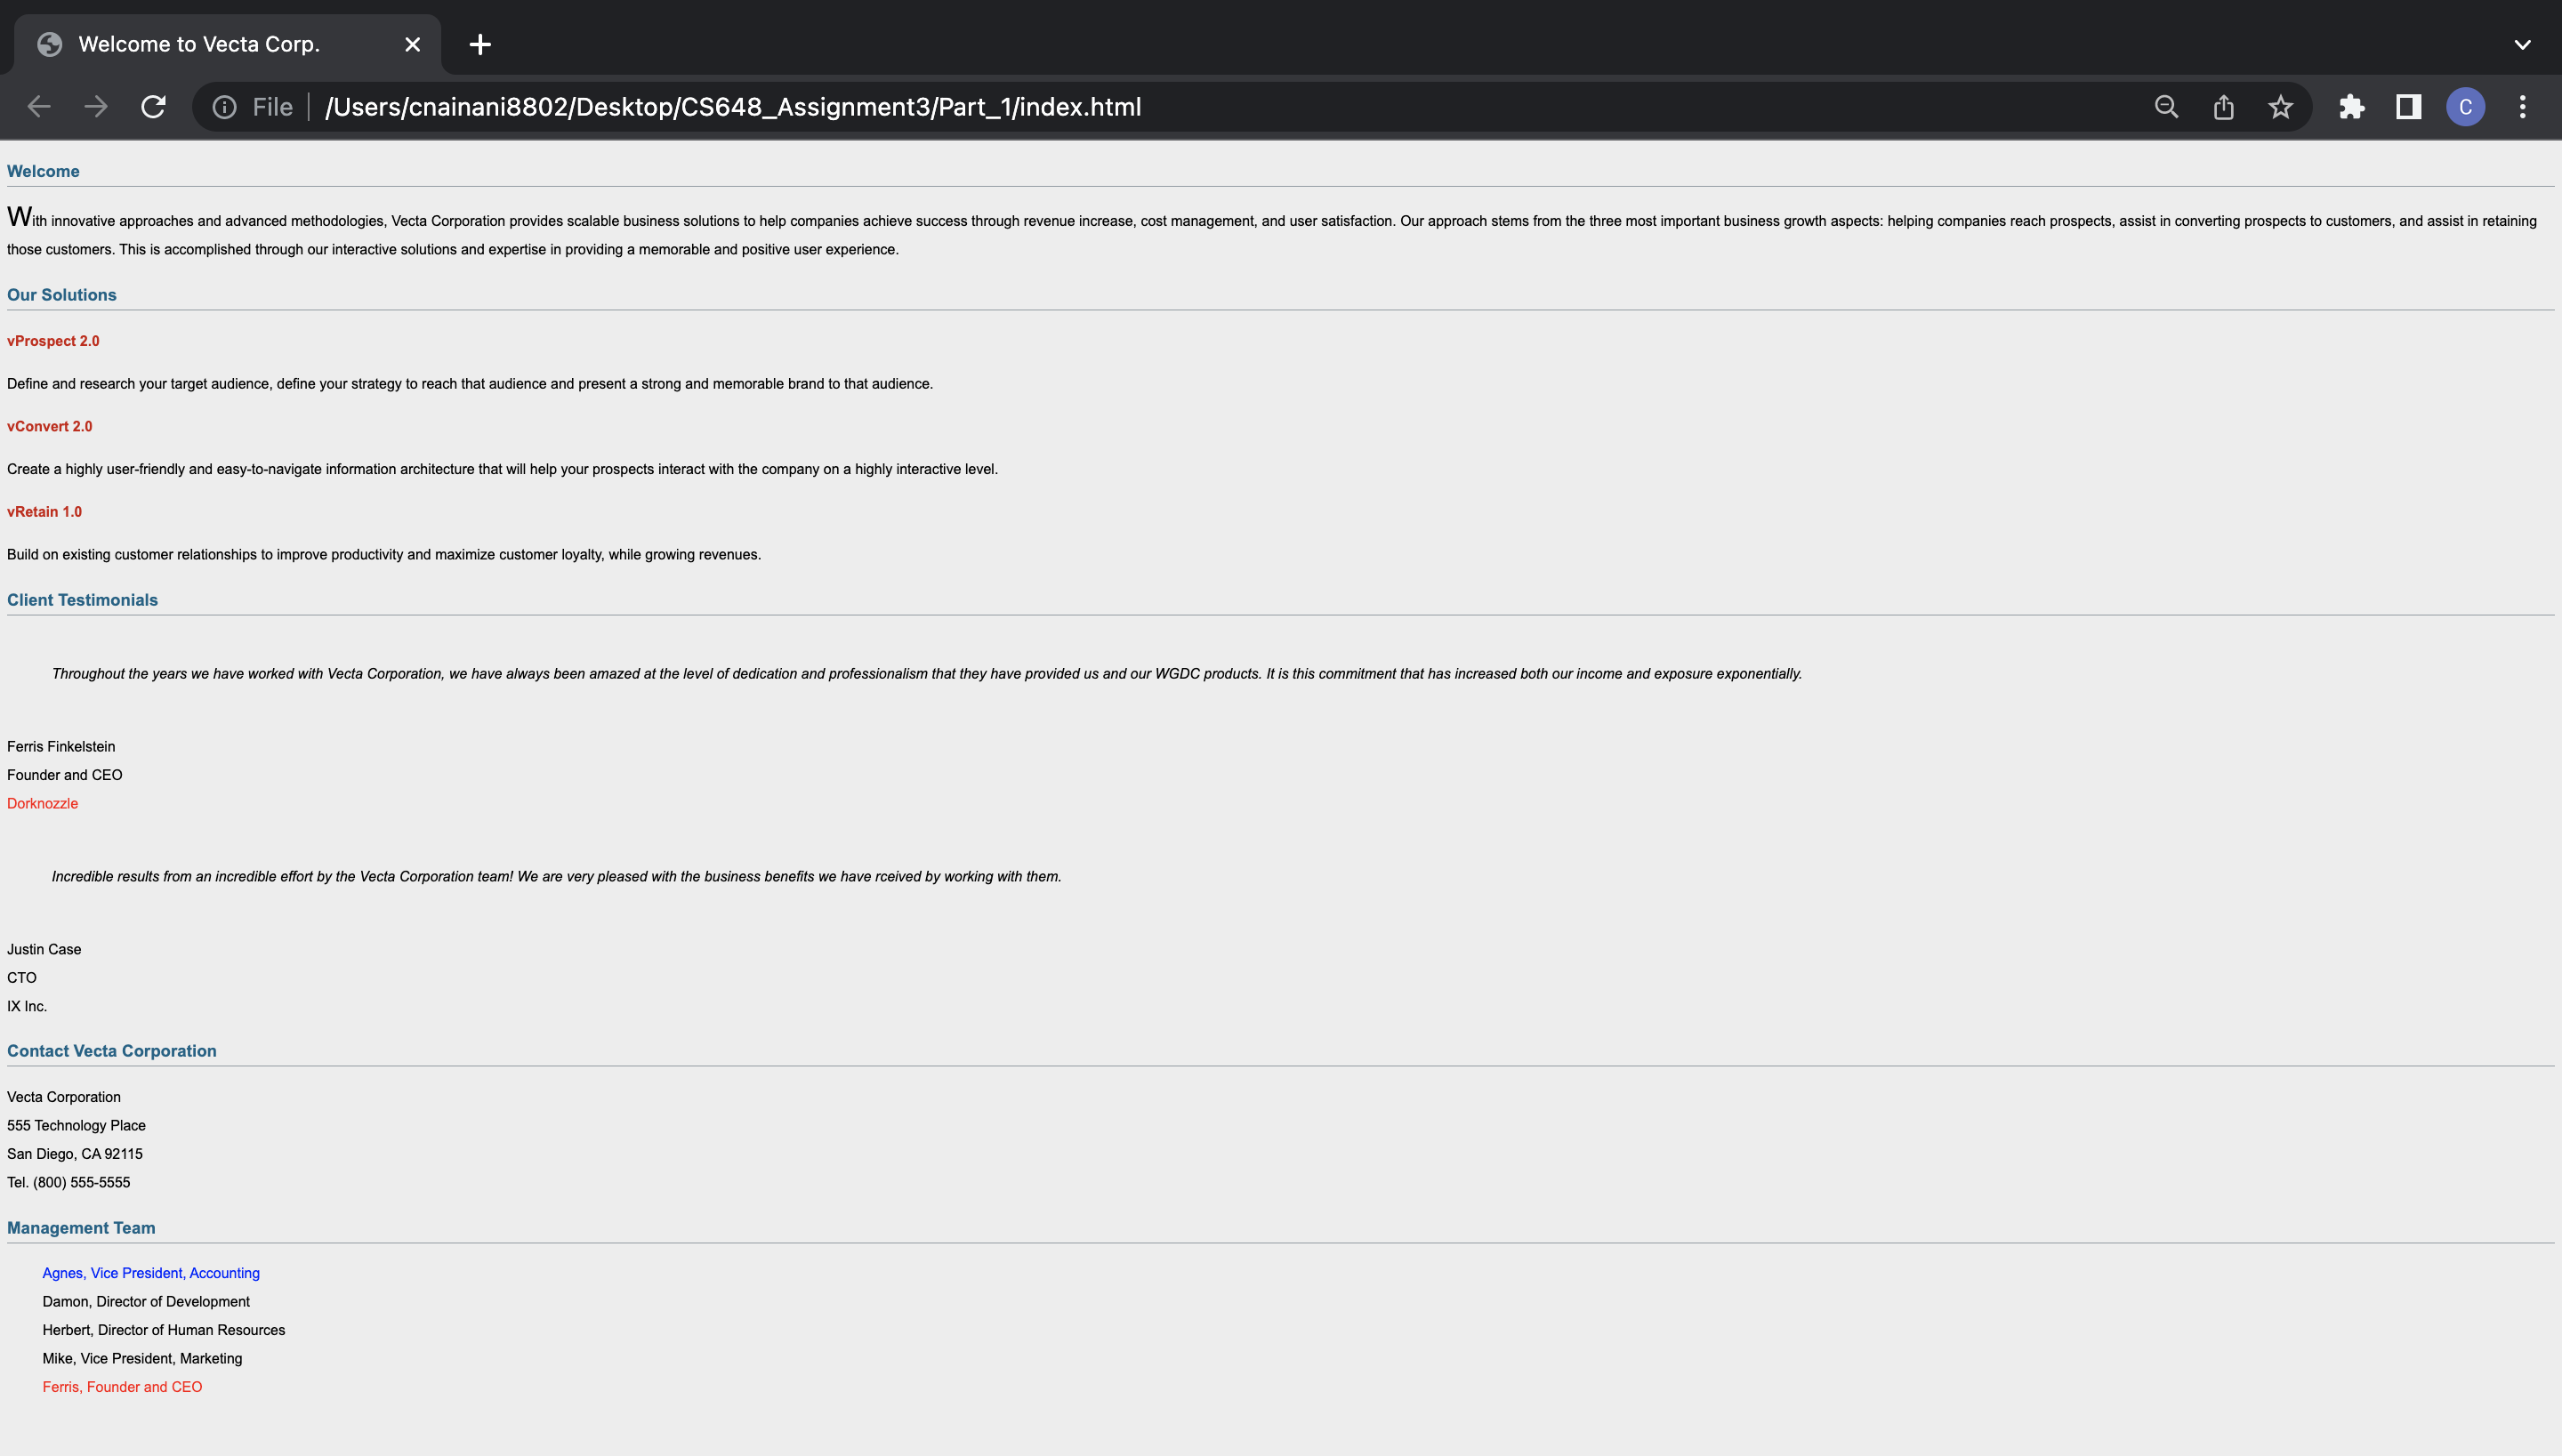 Welcome to Vecta Corp.
File /Users/cnainani8802/Desktop/CS648_Assignment3/Part_1/index.html
C
Welcome
With innovative approaches and advanced methodologies, Vecta Corporation provides scalable business solutions to help companies achieve success through revenue increase, cost management, and user satisfaction. Our approach stems from the three most important business growth aspects: helping companies reach prospects, assist in converting prospects to customers, and assist in retaining
those customers. This is accomplished through our interactive solutions and expertise in providing a memorable and positive user experience.
Our Solutions
vProspect 2.0
Define and research your target audience, define your strategy to reach that audience and present a strong and memorable brand to that audience.
vConvert 2.0
Create a highly user-friendly and easy-to-navigate information architecture that will help your prospects interact with the company on a highly interactive level.
vRetain 1.0
Build on existing customer relationships to improve productivity and maximize customer loyalty, while growing revenues.
Client Testimonials
Throughout the years we have worked with Vecta Corporation, we have always been amazed at the level of dedication and professionalism that they have provided us and our WGDC products. It is this commitment that has increased both our income and exposure exponentially.
Ferris Finkelstein
Founder and CEO
Dorknozzle
Incredible results from an incredible effort by the Vecta Corporation team! We are very pleased with the business benefits we have rceived by working with them.
Justin Case
CTO
IX Inc.
Contact Vecta Corporation
Vecta Corporation
555 Technology Place
San Diego, CA 92115
Tel. (800) 555-5555
Management Team
Agnes, Vice President, Accounting
Damon, Director of Development
Herbert, Director of Human Resources
Mike, Vice President, Marketing
Ferris, Founder and CEO